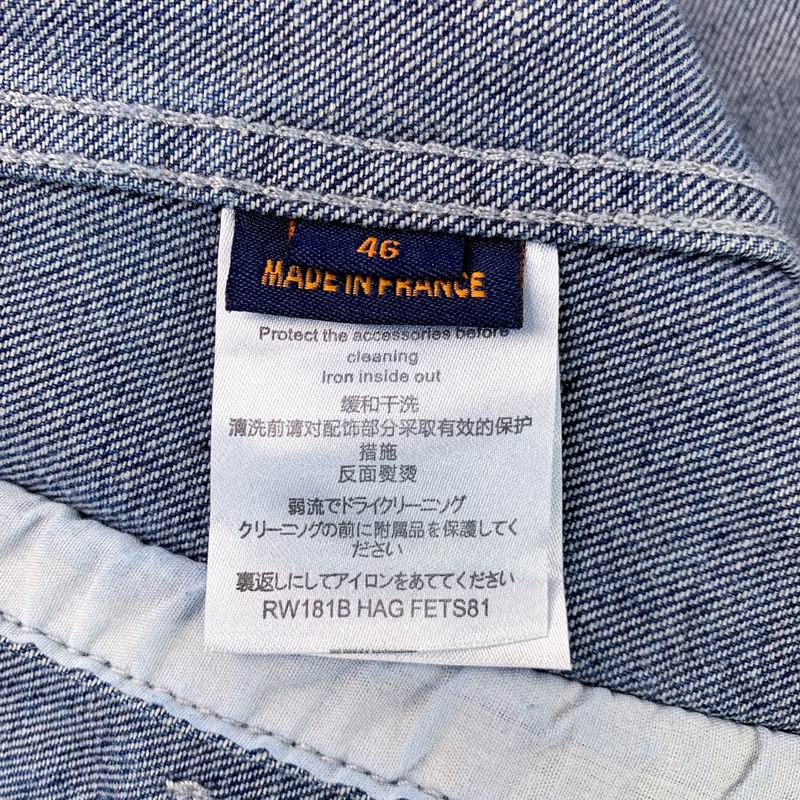 46
MADE IN FRANCE
Protect the accessories before
cleaning
Iron inside out
缓和干洗
清洗前请对配饰部分采取有效的保护
措施
反面熨烫
弱流でドライクリーニング
クリーニングの前に附属品を保護してく
ださい
裏返しにしてアイロンをあててください
RW181B HAG FETS81